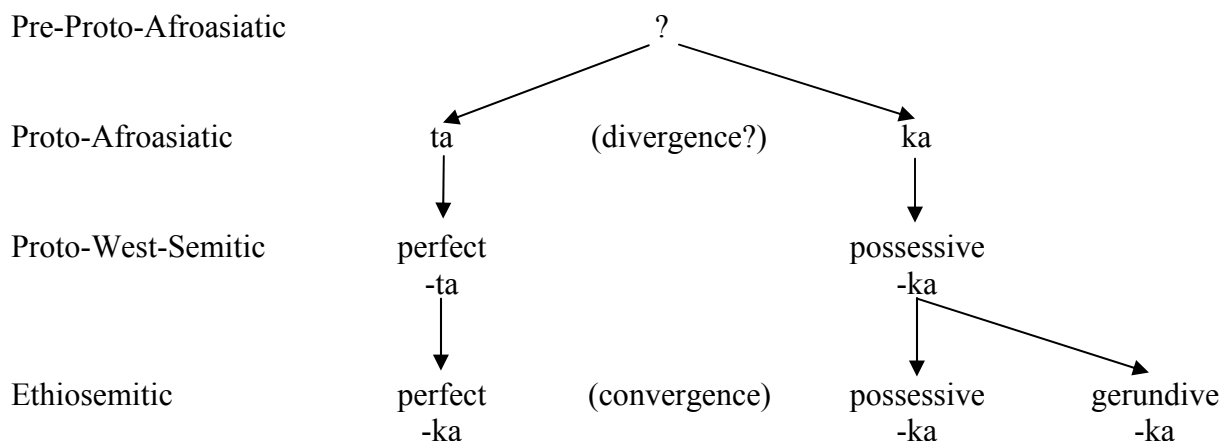 Pre-Proto-Afroasiatic ?
Proto-Afroasiatic ta (divergence?) ka
Proto-West-Semitic perfect possessive
-ta -ka
Ethiosemitic perfect (convergence) possessive gerundive
-ka -ka -ka